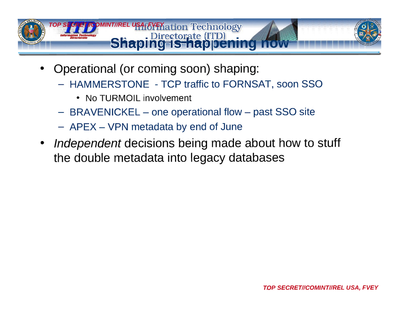 TOP SECRET//COMINT//REL USA, FVEY
Information Technology
Directorate (ITD)
ITD
Information Technology
Directorate
Shaping is happening now
• Operational (or coming soon) shaping:
– HAMMERSTONE - TCP traffic to FORNSAT, soon SSO
• No TURMOIL involvement
– BRAVENICKEL – one operational flow – past SSO site
– APEX – VPN metadata by end of June
• Independent decisions being made about how to stuff
the double metadata into legacy databases
TOP SECRET//COMINT//REL USA, FVEY